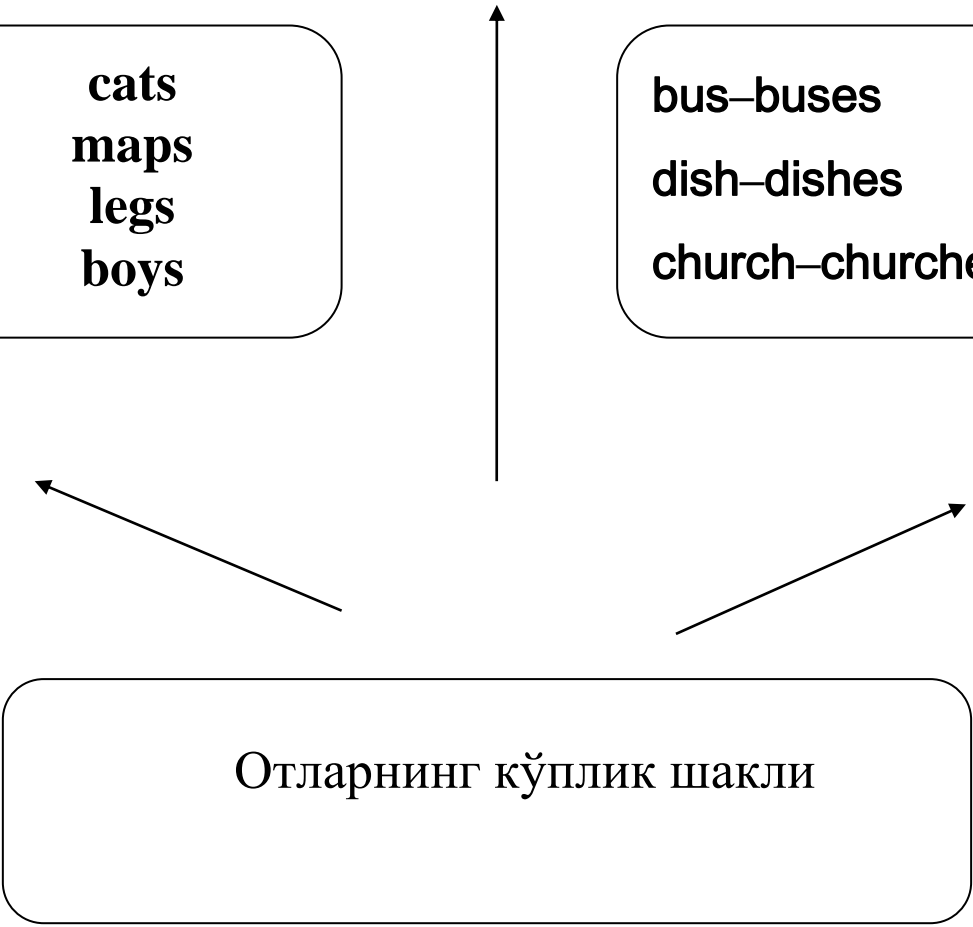 cats
maps
legs
boys
bus–buses
dish–dishes
church–churche
Отларнинг кўплик шакли